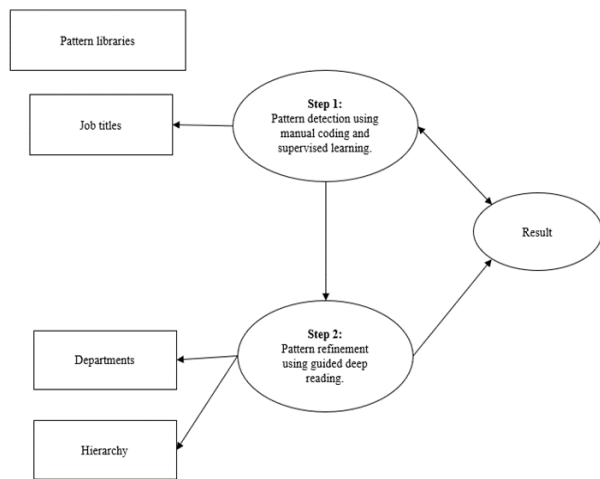 Pattern libraries
Step 1:
Pattern detection using
manual coding and
supervised learning.
Job titles
Result
Step 2:
Pattern refinement
using guided deep
reading.
Departments
Hierarchy